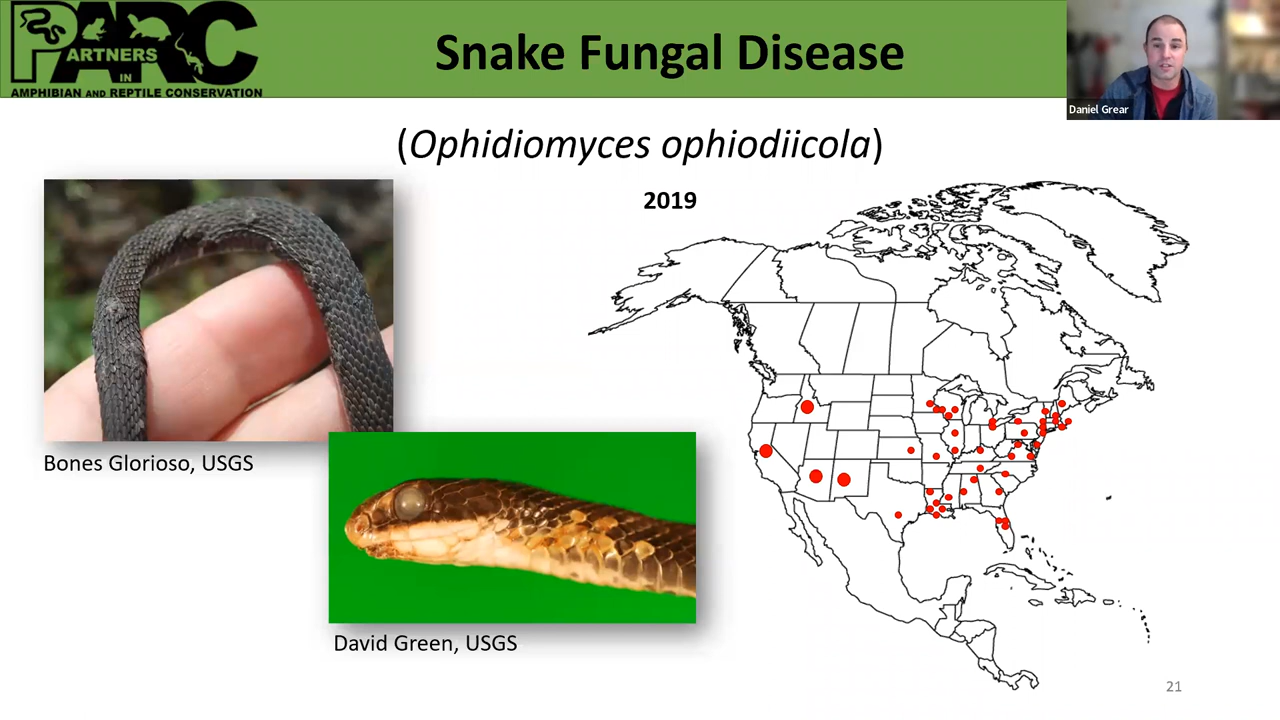 PARC
PARTNERS
IN
AMPHIBIAN AND REPTILE CONSERVATION
Snake Fungal Disease
Daniel Grear
(Ophidiomyces ophiodiicola)
2019
Bones Glorioso, USGS
David Green, USGS
21